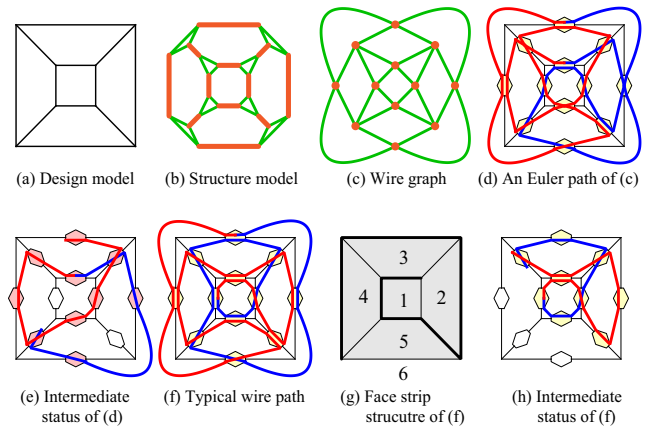 (a) Design model
(b) Structure model
(c) Wire graph
(d) An Euler path of (c)
3
4
1
2
5
6
(e) Intermediate
status of (d)
(f) Typical wire path
(g) Face strip
strucutre of (f)
(h) Intermediate
status of (f)